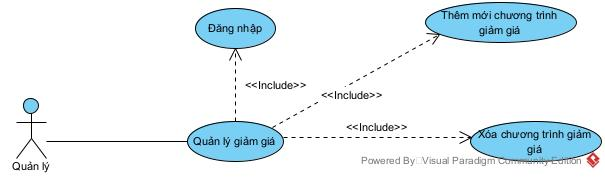 Đăng nhập
Thêm mới chương trình
giảm giá
<<Include>>
<<Include>>
<<Include>>
Quản lý giảm giá
Xóa chương trình giảm
giá
Quản lý
Powered By Visual Paradigm Community Edition